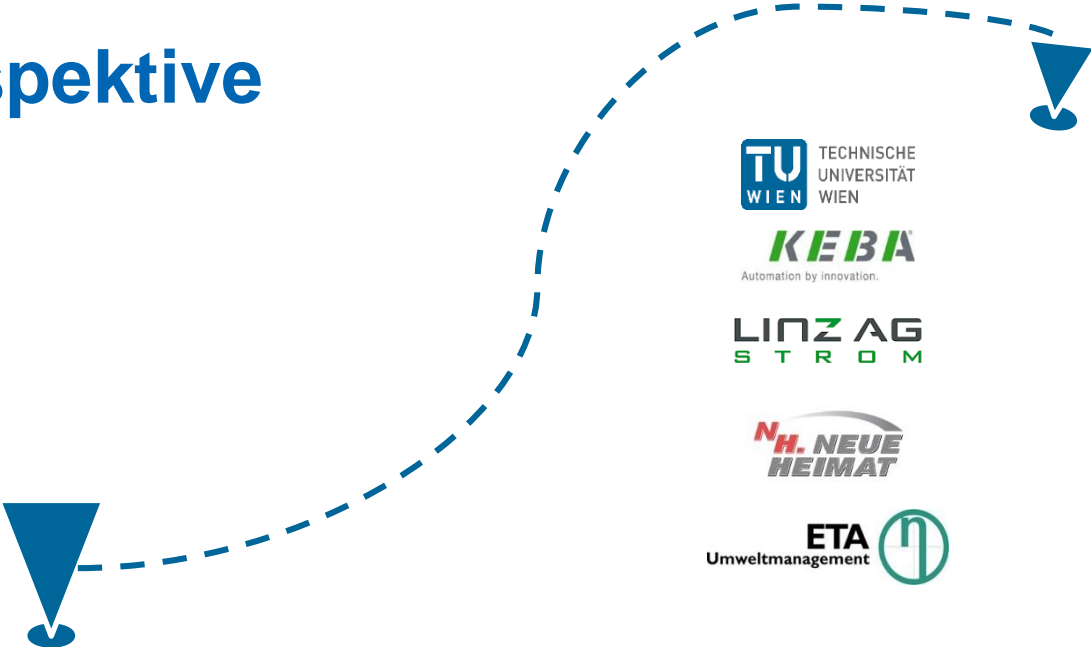 spektive
TU
WIEN
TECHNISCHE
UNIVERSITÄT
WIEN
KEBA
Automation by innovation.
LINZ AG
STROM
NH. NEUE
HEIMAT
ETA
Umweltmanagement
η